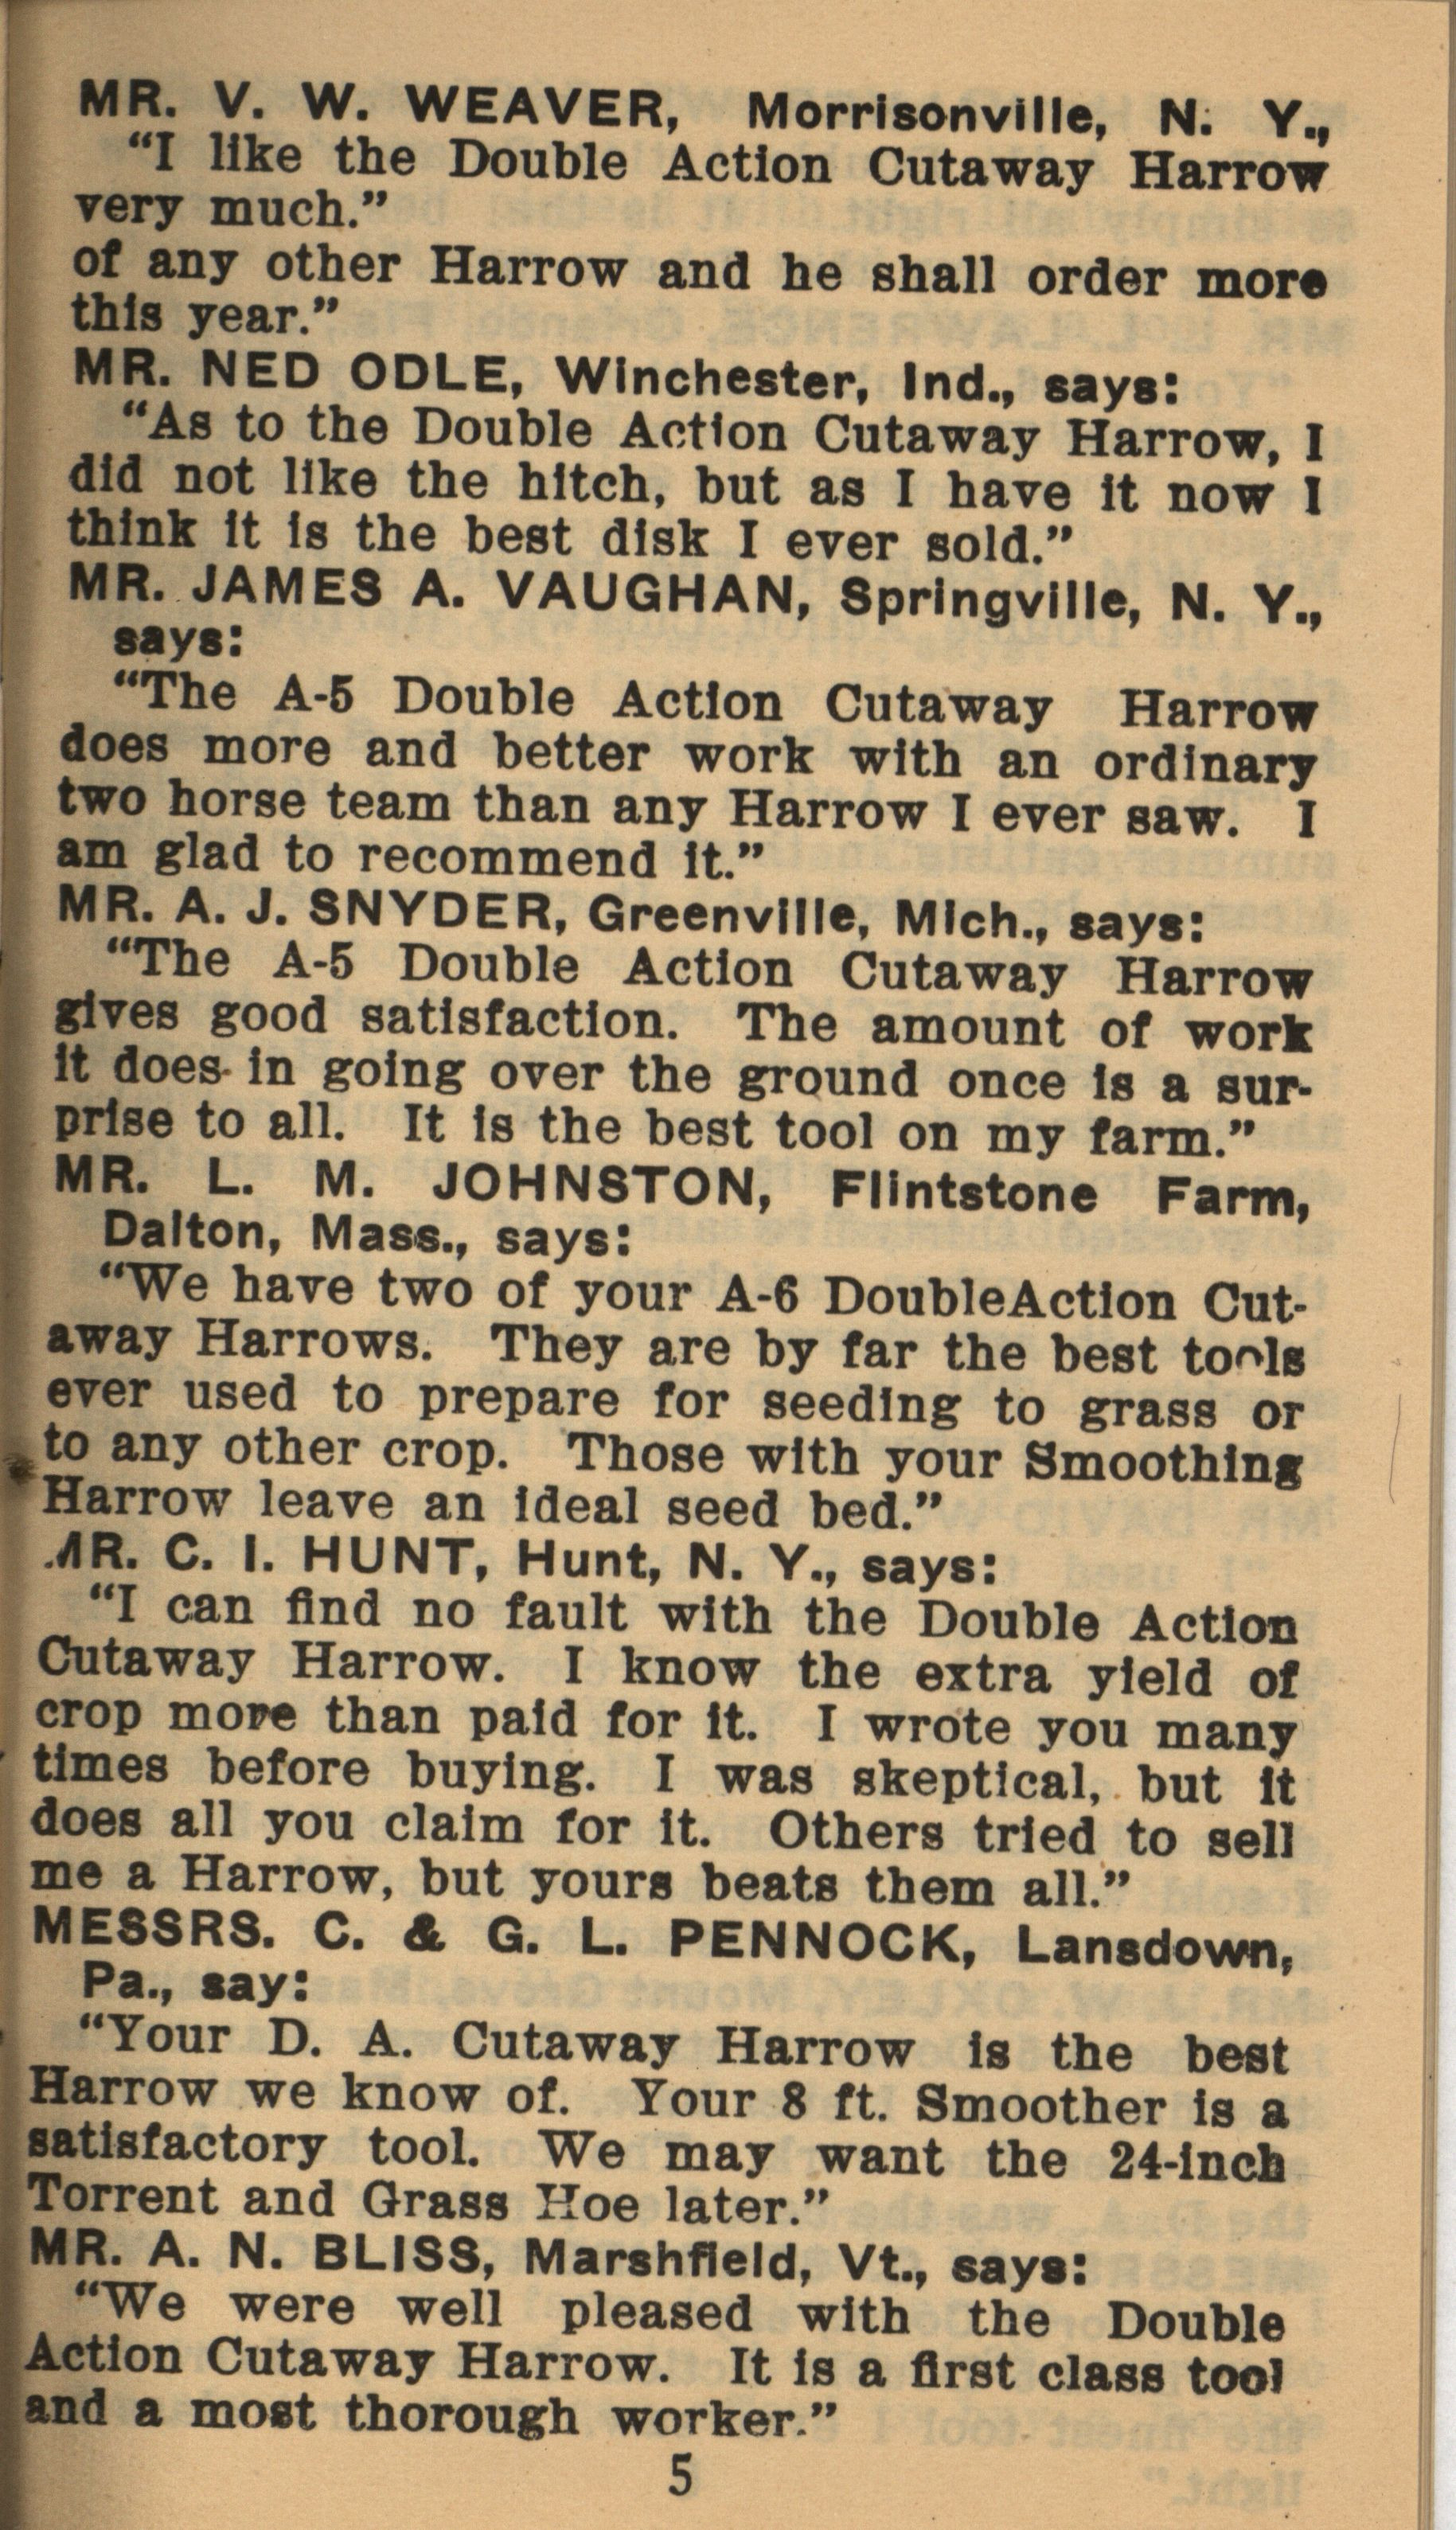 MR. V. W. WEAVER, Morrisonville, N. Y.,
“I like the Double Action Cutaway Harrow
very much.”
of any other Harrow and he shall order more
this year.”
MR. NED ODLE, Winchester, Ind., says:
“As to the Double Action Cutaway Harrow, I
did not like the hitch, but as I have it now I
think it is the best disk I ever sold.”
MR. JAMES A. VAUGHAN, Springville, N. Y.,
says:
“The A-5 Double Action Cutaway Harrow
does more and better work with an ordinary
two horse team than any Harrow I ever saw. I
am glad to recommend it.”
MR. A. J. SNYDER, Greenville, Mich., says:
“The A-5 Double Action Cutaway Harrow
gives good satisfaction. The amount of work
it does in going over the ground once is a sur-
prise to all. It is the best tool on my farm.”
MR. L. M. JOHNSTON, Flintstone Farm,
Dalton, Mass., says:
“We have two of your A-6 DoubleAction Cut-
away Harrows. They are by far the best tools
ever used to prepare for seeding to grass or
to any other crop. Those with your Smoothing
Harrow leave an ideal seed bed.”
MR. C. I. HUNT, Hunt, N. Y., says:
“I can find no fault with the Double Action
Cutaway Harrow. I know the extra yield of
crop more than paid for it. I wrote you many
times before buying. I was skeptical, but it
does all you claim for it. Others tried to sell
me a Harrow, but yours beats them all.”
MESSRS. C. & G. L. PENNOCK, Lansdown,
Pa., say:
“Your D. A. Cutaway Harrow is the best
Harrow we know of. Your 8 ft. Smoother is a
satisfactory tool. We may want the 24-inch
Torrent and Grass Hoe later.”
MR. A. N. BLISS, Marshfield, Vt., says:
“We were well pleased with the Double
Action Cutaway Harrow. It is a first class tool
and a most thorough worker.”
5